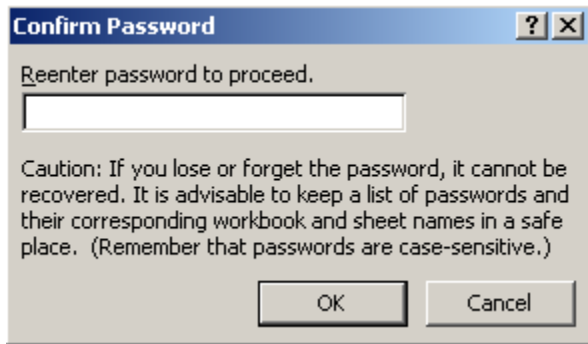 Confirm Password
?
Reenter password to proceed.
Caution: If you lose or forget the password, it cannot be
recovered. It is advisable to keep a list of passwords and
their corresponding workbook and sheet names in a safe
place.  (Remember that passwords are case-sensitive.)
OK
Cancel